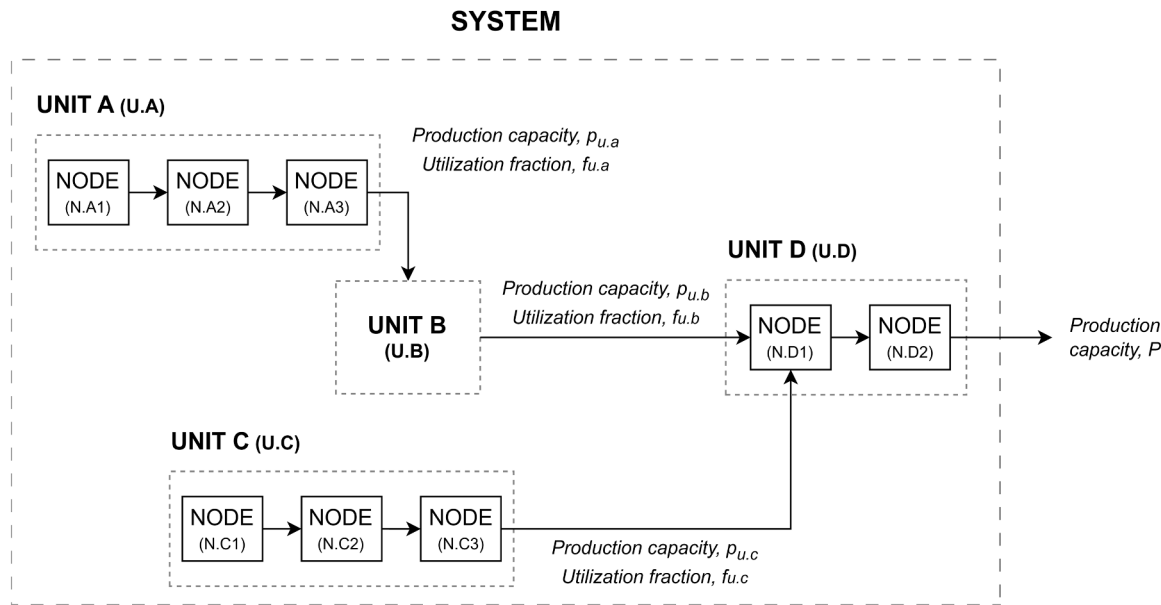 SYSTEM
UNIT A (U.A)
Production capacity, pu.a
Utilization fraction, fu.a
NODE
(N.A1)
NODE
(N.A2)
NODE
(N.A3)
UNIT D (U.D)
Production capacity, pu.b
Utilization fraction, fu.b
UNIT B
(U.B)
NODE
(N.D1)
NODE
(N.D2)
Production
capacity, P
UNIT C (U.C)
NODE
(N.C1)
NODE
(N.C2)
NODE
(N.C3)
Production capacity, pu.c
Utilization fraction, fu.c